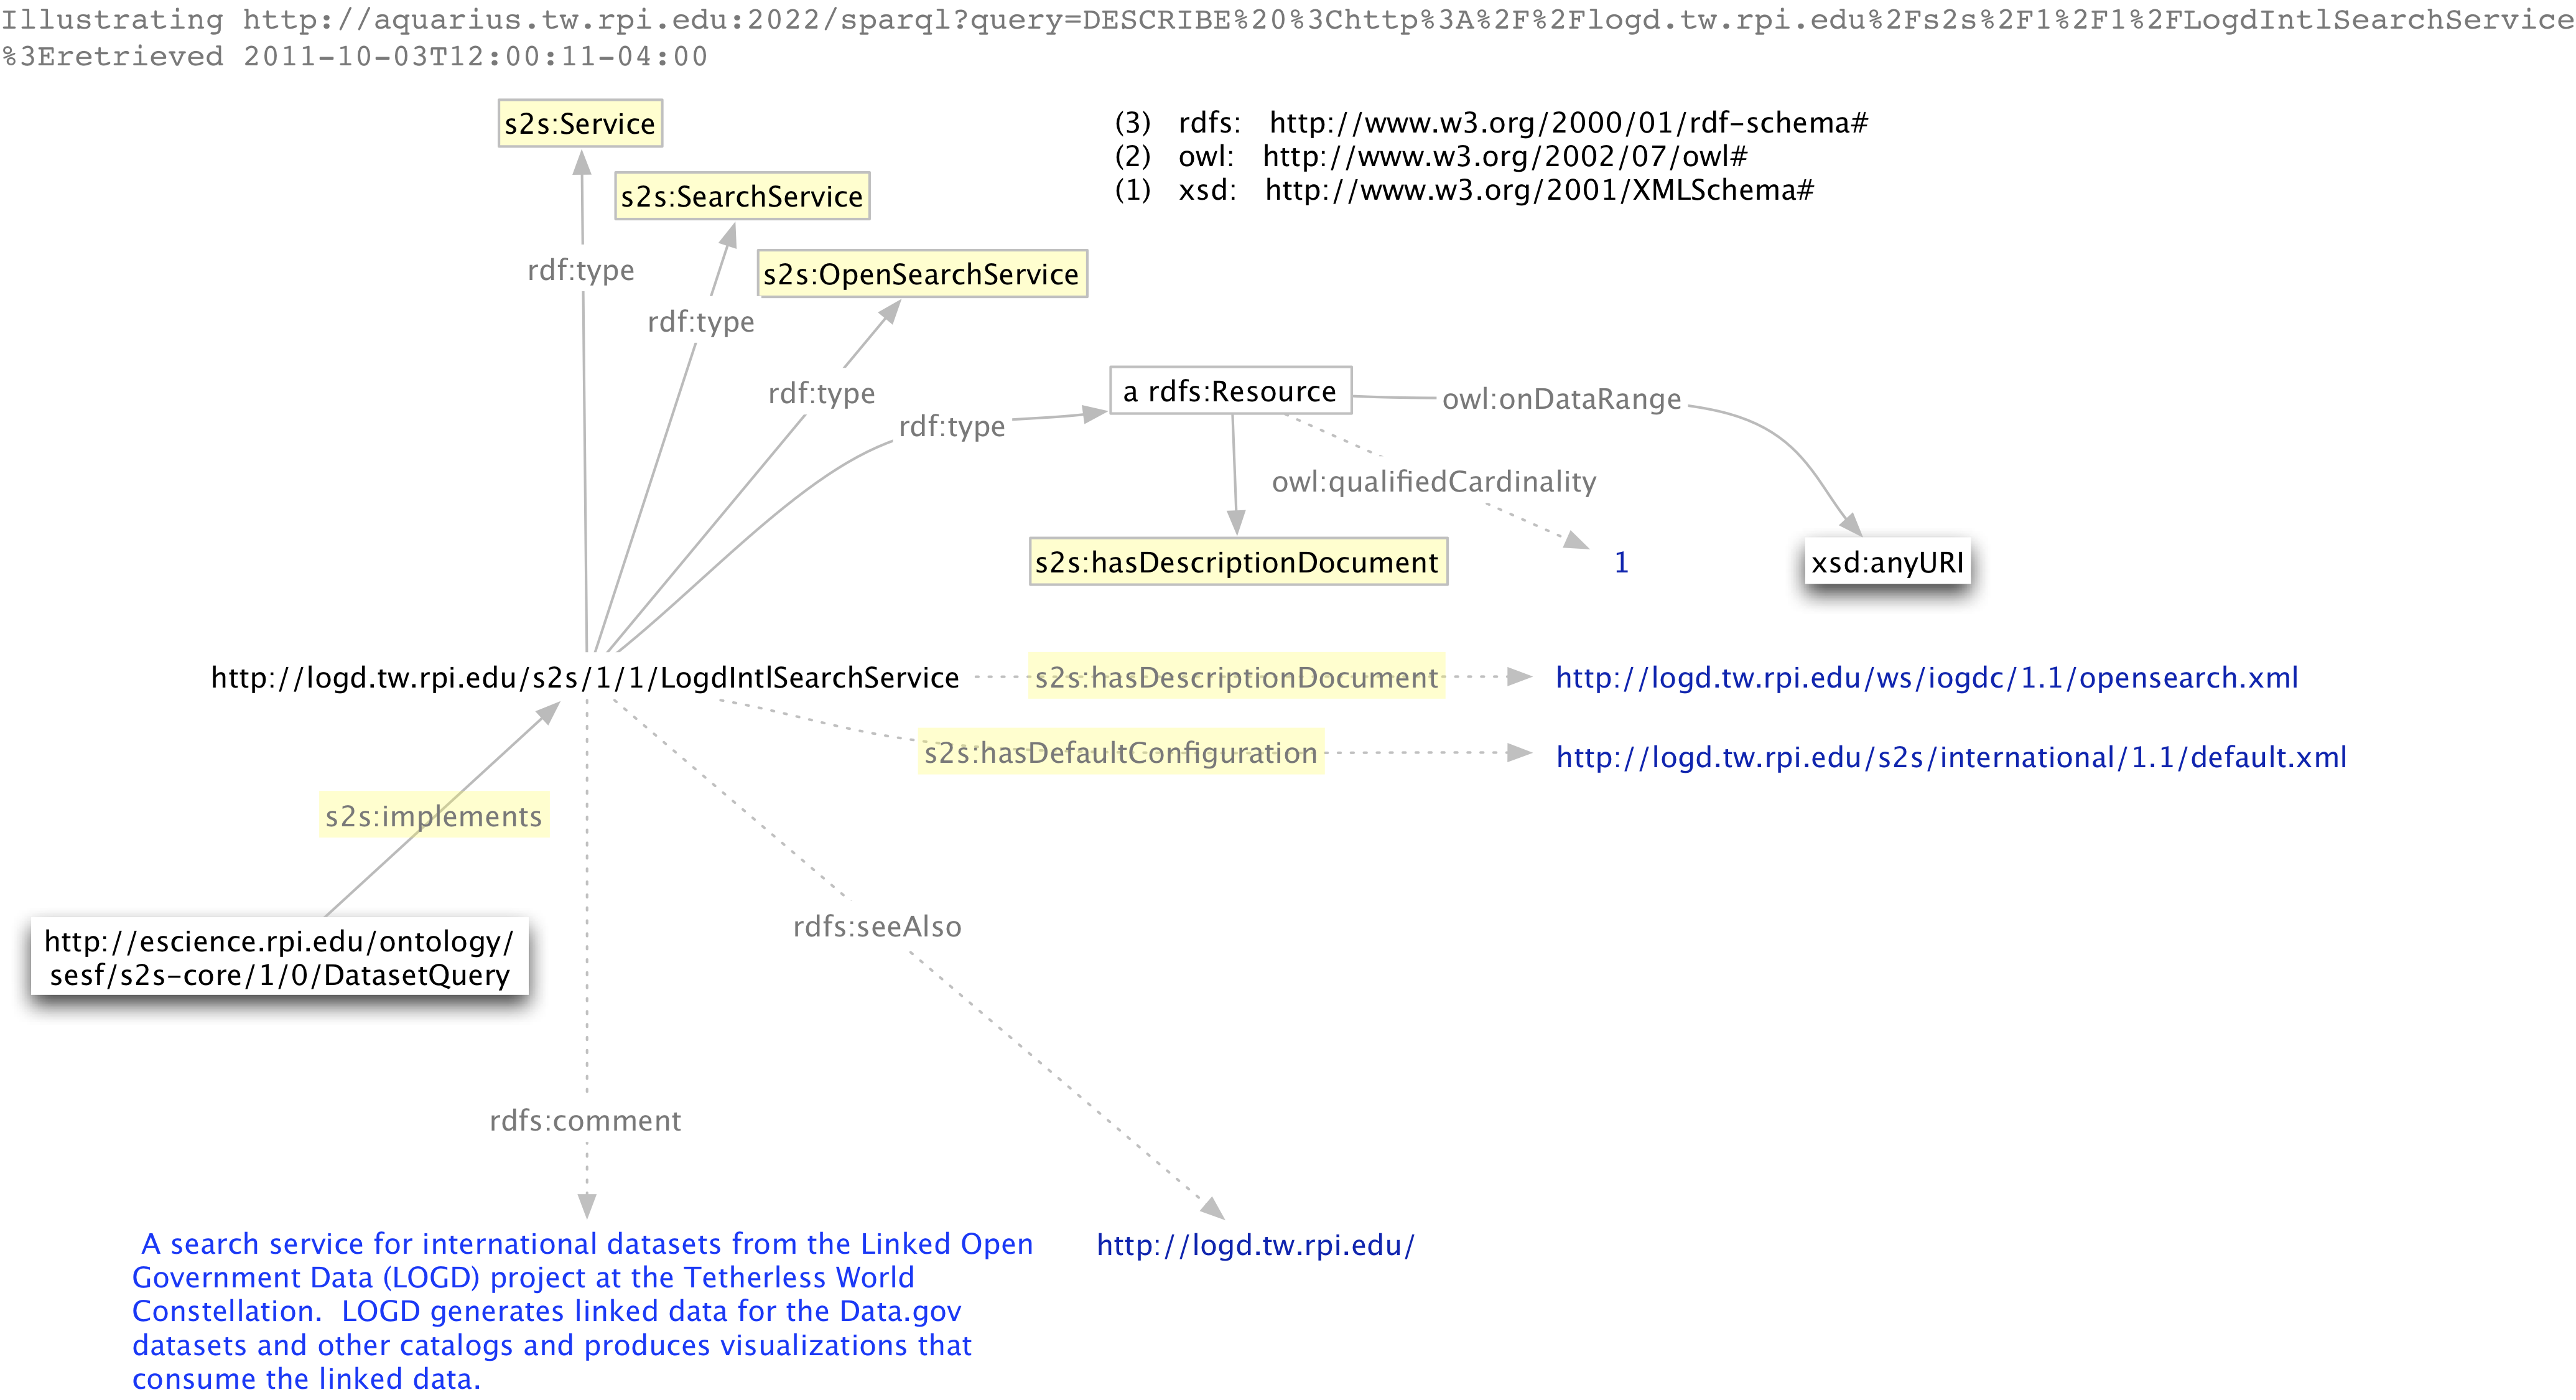 Illustrating http://aquarius.tw.rpi.edu:2022/sparql?query=DESCRIBE%20%3Chttp%3A%2F%2Flogd.tw.rpi.edu%2Fs2s%2F1%2F1%2FLogdIntlSearchService
%3Eretrieved 2011-10-03T12:00:11-04:00
s2s:Service
(3) rdfs: http://www.w3.org/2000/01/rdf-schema#
(2) owl: http://www.w3.org/2002/07/owl#
(1) xsd: http://www.w3.org/2001/XMLSchema#
s2s:SearchService
s2s:OpenSearchService
rdf:type
rdf:type
rdf:type
rdf:type
a rdfs:Resource
owl:onDataRange
owl:qualifiedCardinality
s2s:hasDescriptionDocument
1
xsd:anyURI
http://logd.tw.rpi.edu/s2s/1/1/LogdIntlSearchService
s2s:hasDescriptionDocument
http://logd.tw.rpi.edu/ws/iogdc/1.1/opensearch.xml
s2s:hasDefaultConfiguration
http://logd.tw.rpi.edu/s2s/international/1.1/default.xml
s2s:implements
http://escience.rpi.edu/ontology/
sesf/s2s-core/1/0/DatasetQuery
rdfs:seeAlso
rdfs:comment
A search service for international datasets from the Linked Open
Government Data (LOGD) project at the Tetherless World
Constellation. LOGD generates linked data for the Data.gov
datasets and other catalogs and produces visualizations that
consume the linked data.
http://logd.tw.rpi.edu/